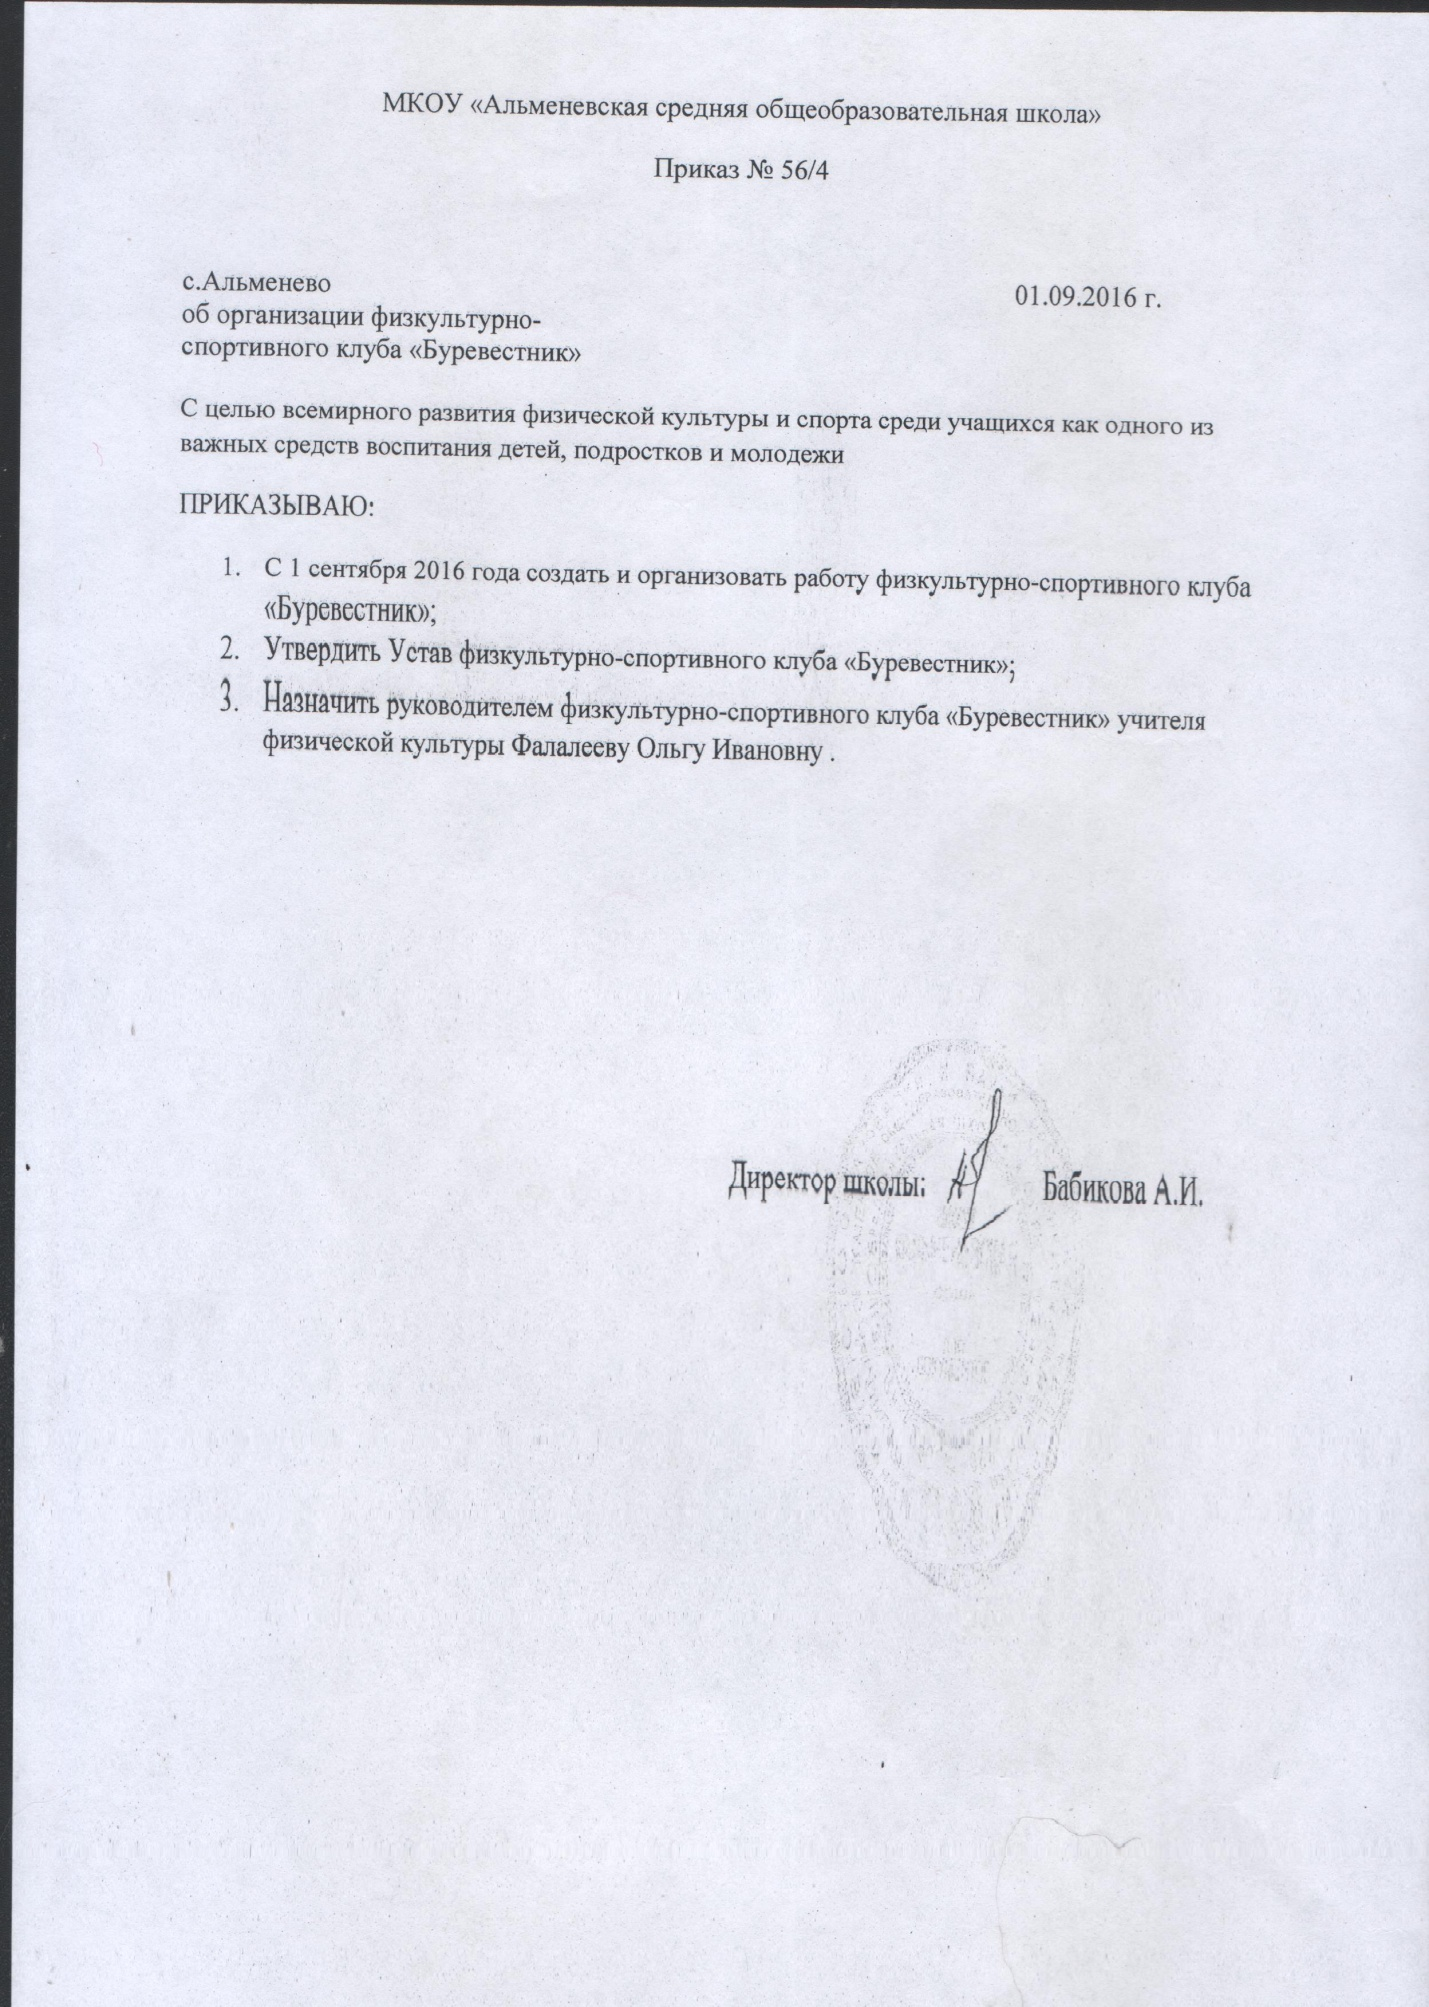 МКОУ «Альменевская средняя общеобразовательная школа»
Приказ № 56/4
с.Альменево
01.09.2016 г.
об организации физкультурно-
спортивного клуба «Буревестник»
С целью всемирного развития физической культуры и спорта среди учащихся как одного из
важных средств воспитания детей, подростков и молодежи
ПРИКАЗЫВАЮ:
1. С 1 сентября 2016 года создать и организовать работу физкультурно-спортивного клуба
«Буревестник»;
2. Утвердить Устав физкультурно-спортивного клуба «Буревестник»;
3. Назначить руководителем физкультурно-спортивного клуба «Буревестник» учителя
физической культуры Фалалееву Ольгу Ивановну .
Директор школы: Бабикова А.И.